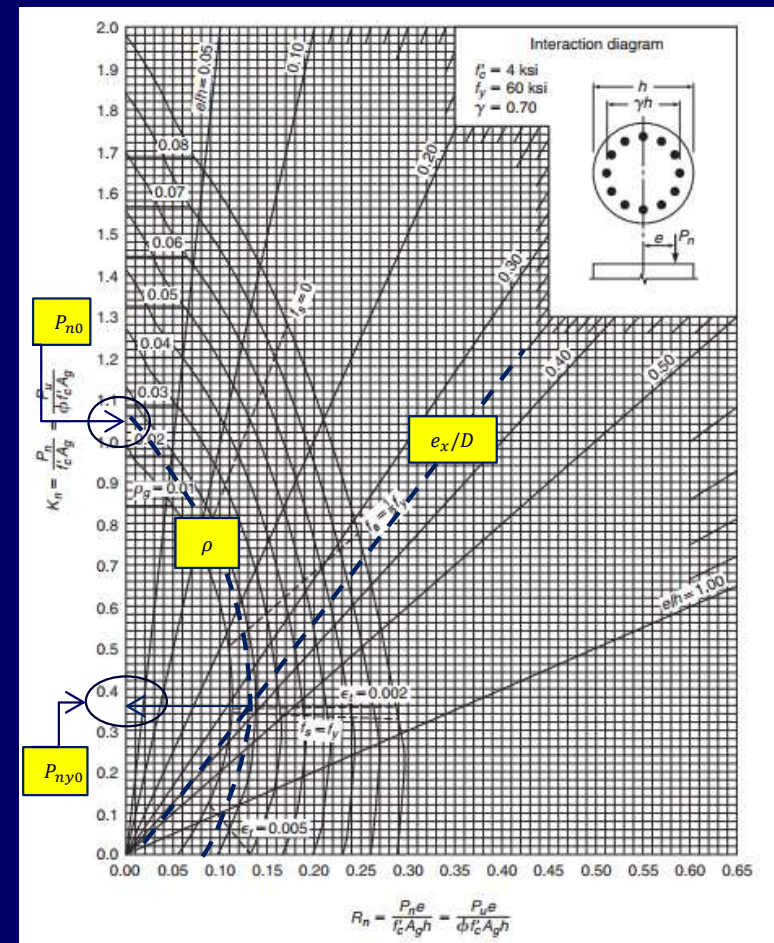 Interaction diagram
f'c = 4 ksi
fy = 60 ksi
γ = 0.70
h
γh
e
Pn
2.0
1.9
1.8
1.7
1.6
1.5
1.4
1.3
1.2
1.1
1.0
0.9
0.8
0.7
0.6
0.5
0.4
0.3
0.2
0.1
0.0
e/h = 0.05
0.10
0.20
0.30
0.40
0.50
e/h = 1.00
0.08
0.07
0.06
0.05
0.04
0.03
0.02
ρg = 0.01
fs = 0
fs = ½fy
εt = 0.002
fs = fy
εt = 0.005
Pn0
ex/D
ρ
Pny0
Kn = Pn / f'c Ag = Pu / ϕf'c Ag
0.00 0.05 0.10 0.15 0.20 0.25 0.30 0.35 0.40 0.45 0.50 0.55 0.60 0.65
Rn = Pne / f'c Agh = Pue / ϕf'c Agh